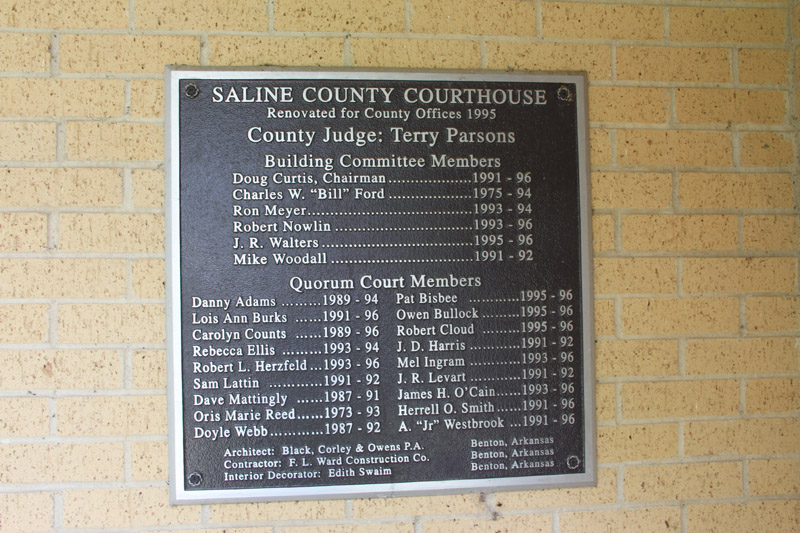 SALINE COUNTY COURTHOUSE
Renovated for County Offices 1995
County Judge: Terry Parsons
Building Committee Members
Doug Curtis, Chairman....................1991 - 96
Charles W. “Bill” Ford....................1975 - 94
Ron Meyer........................................1993 - 94
Robert Nowlin..................................1993 - 96
J. R. Walters......................................1995 - 96
Mike Woodall....................................1991 - 92
Quorum Court Members
Danny Adams .........1989 - 94
Lois Ann Burks ......1991 - 96
Carolyn Counts ......1989 - 96
Rebecca Ellis .........1993 - 94
Robert L. Herzfeld...1993 - 96
Sam Lattin ............1991 - 92
Dave Mattingly ......1987 - 91
Oris Marie Reed......1973 - 93
Doyle Webb............1987 - 92
Pat Bisbee ............1995 - 96
Owen Bullock.........1995 - 96
Robert Cloud .........1995 - 96
J. D. Harris............1991 - 92
Mel Ingram............1993 - 96
J. R. Levart............1991 - 92
James H. O'Cain......1993 - 96
Herrell O. Smith......1991 - 96
A. “Jr” Westbrook ...1991 - 96
Architect: Black, Corley & Owens P.A. Benton, Arkansas
Contractor: F. L. Ward Construction Co. Benton, Arkansas
Interior Decorator: Edith Swaim Benton, Arkansas